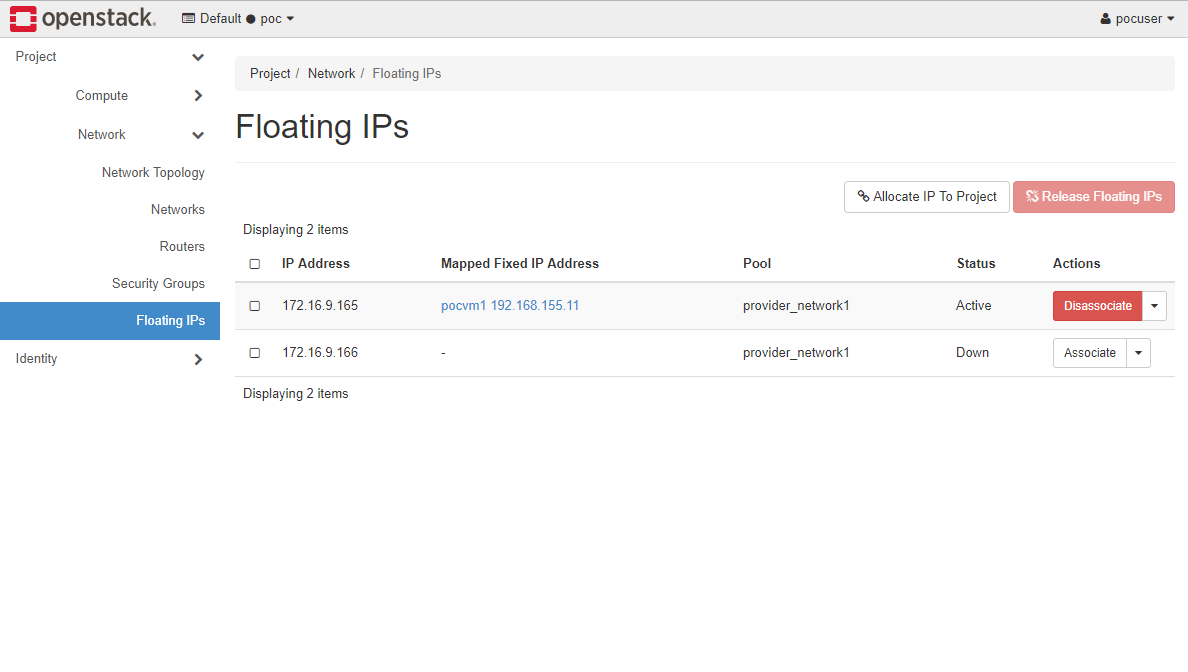 openstack. Default poc pocuser
Project
Compute
Network
Network Topology
Networks
Routers
Security Groups
Floating IPs
Identity
Project / Network / Floating IPs
Floating IPs
Allocate IP To Project Release Floating IPs
Displaying 2 items
IP Address Mapped Fixed IP Address Pool Status Actions
172.16.9.165 pocvm1 192.168.155.11 provider_network1 Active Disassociate
172.16.9.166 - provider_network1 Down Associate
Displaying 2 items